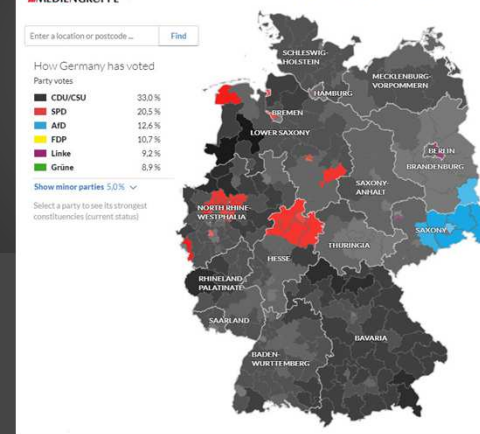 MEDIENGRUPPE
Enter a location or postcode ...
Find
How Germany has voted
Party votes
CDU/CSU 33,0 %
SPD 20,5 %
AfD 12,6 %
FDP 10,7 %
Linke 9,2 %
Grüne 8,9 %
Show minor parties 5,0 %
Select a party to see its strongest
constituencies (current status)
SCHLESWIG-
HOLSTEIN
MECKLENBURG-
VORPOMMERN
HAMBURG
BREMEN
LOWER SAXONY
BERLIN
BRANDENBURG
SAXONY-
ANHALT
NORTH RHINE-
WESTPHALIA
SAXONY
THURINGIA
HESSE
RHINELAND
PALATINATE
SAARLAND
BAVARIA
BADEN-
WURTTEMBERG